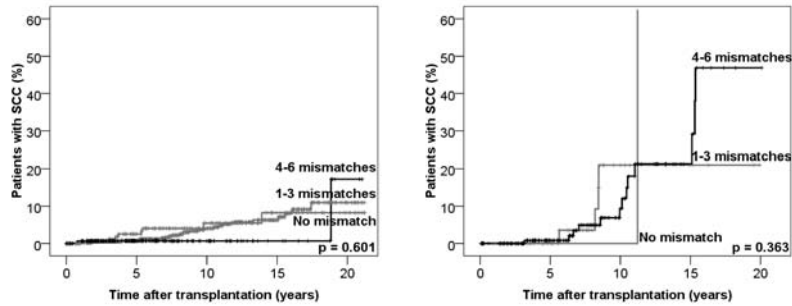 60
50
40
30
20
10
0
Patients with SCC (%)
4-6 mismatches
1-3 mismatches
No mismatch
p = 0.601
0 5 10 15 20
Time after transplantation (years)
60
50
40
30
20
10
0
Patients with SCC (%)
4-6 mismatches
1-3 mismatches
No mismatch
p = 0.363
0 5 10 15 20
Time after transplantation (years)